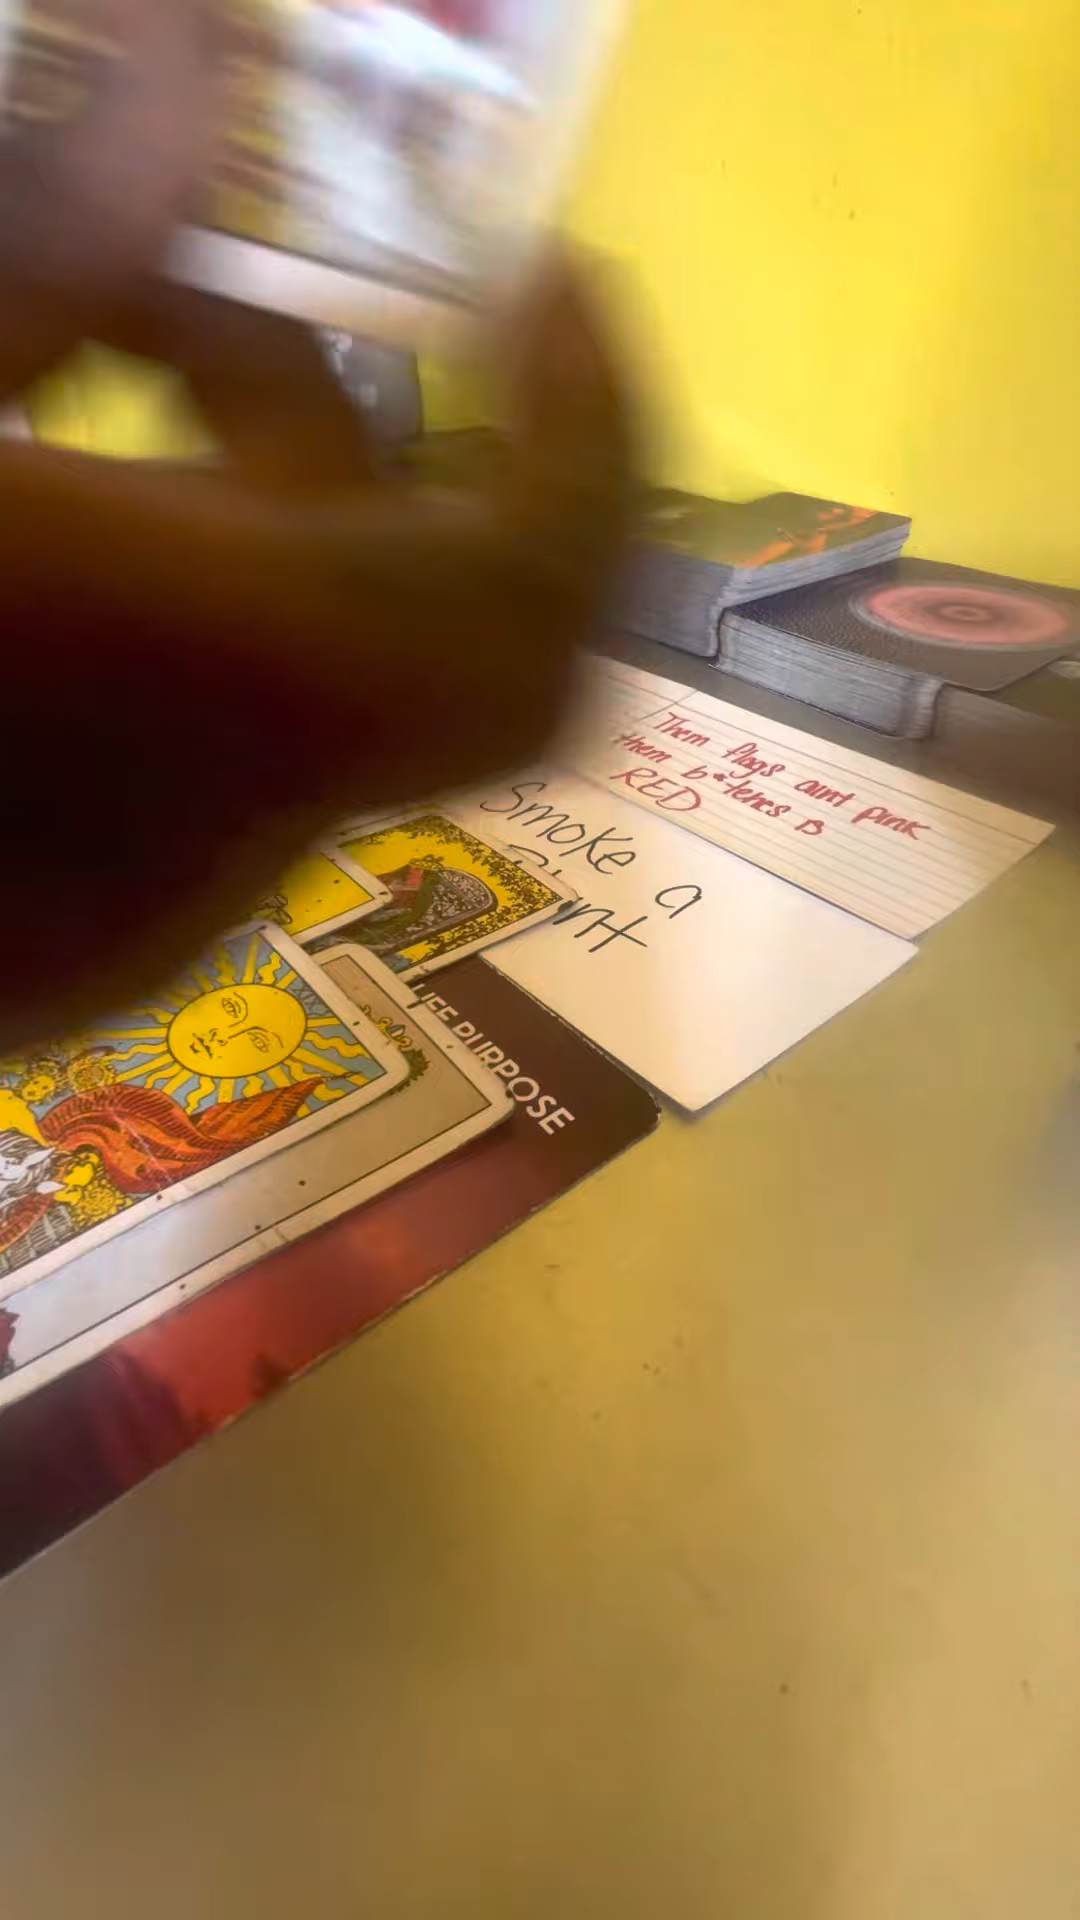 Them flags aint pink
them b*tches is
RED
Smoke a
PURPOSE